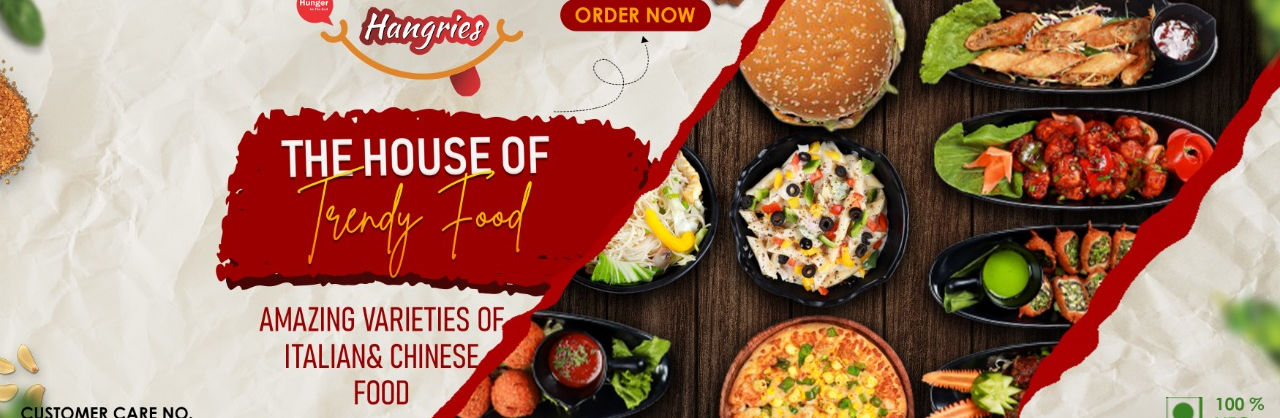 Hunger
Hangries
ORDER NOW
THE HOUSE OF
Trendy Food
AMAZING VARIETIES OF
ITALIAN& CHINESE
FOOD
CUSTOMER CARE NO.
100 %